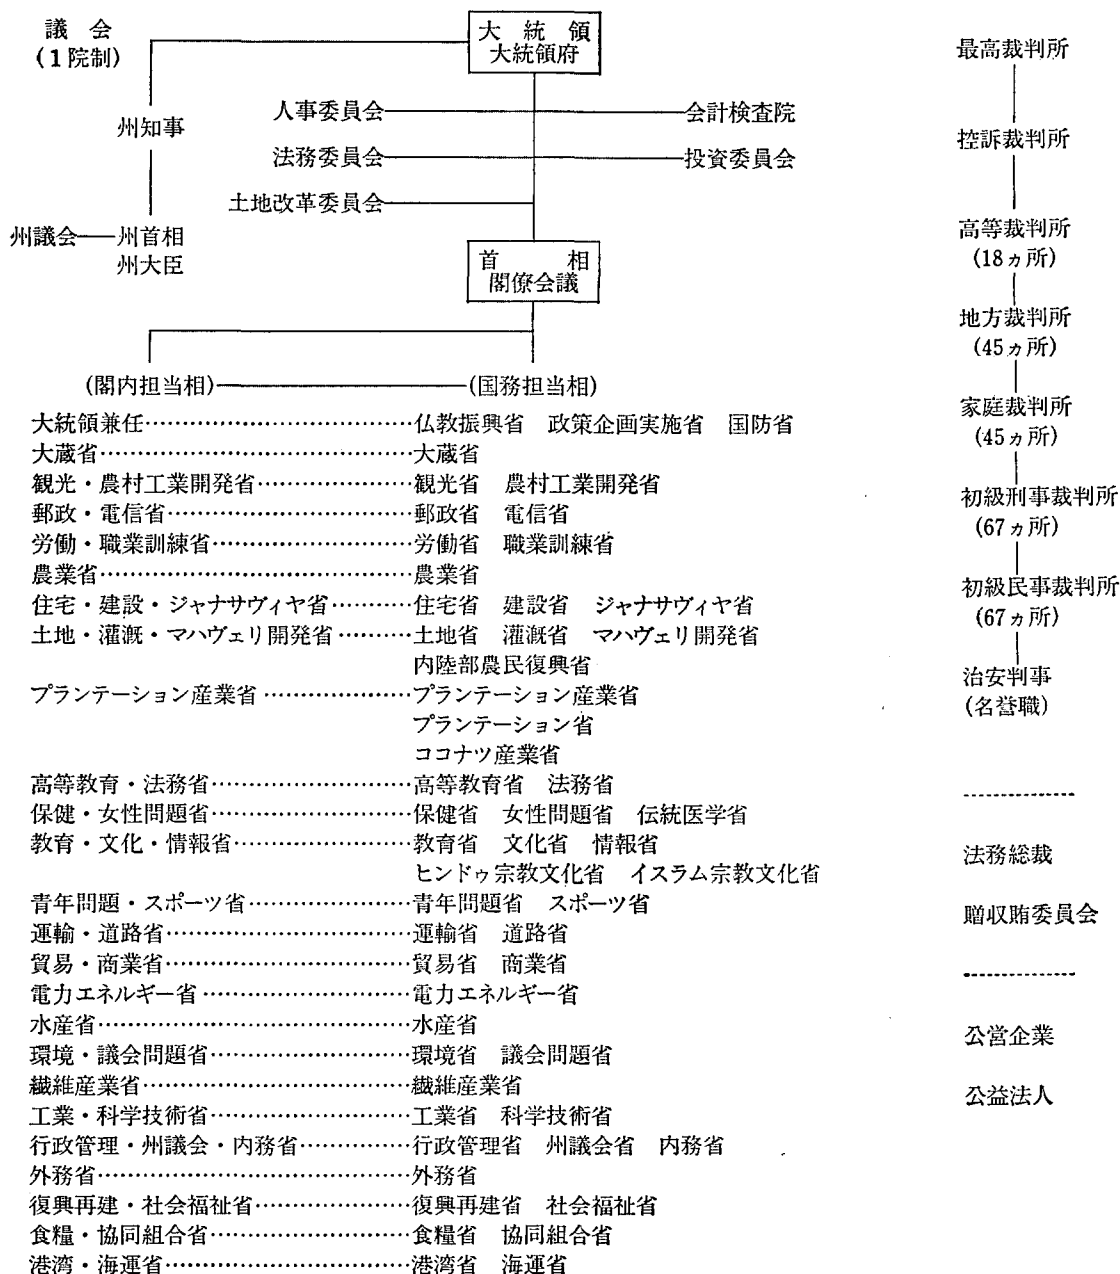 議会
(1院制)
大統領
大統領府
州知事
人事委員会
会計検査院
法務委員会
投資委員会
土地改革委員会
州議会
州首相
州大臣
首相
閣僚会議
(閣内担当相)
(国務担当相)
大統領兼任……………………………仏教振興省 政策企画実施省 国防省
大蔵省……………………………大蔵省
観光・農村工業開発省……………………………観光省 農村工業開発省
郵政・電信省……………………………郵政省 電信省
労働・職業訓練省……………………………労働省 職業訓練省
農業省……………………………農業省
住宅・建設・ジャナサヴィヤ省…………住宅省 建設省 ジャナサヴィヤ省
土地・灌漑・マハヴェリ開発省…………土地省 灌漑省 マハヴェリ開発省
内陸部農民復興省
プランテーション産業省…………………プランテーション産業省
プランテーション省
ココナツ産業省
高等教育・法務省……………………高等教育省 法務省
保健・女性問題省……………………保健省 女性問題省 伝統医学省
教育・文化・情報省…………………教育省 文化省 情報省
ヒンドゥ宗教文化省 イスラム宗教文化省
青年問題・スポーツ省…………………青年問題省 スポーツ省
運輸・道路省…………………………運輸省 道路省
貿易・商業省…………………………貿易省 商業省
電力エネルギー省……………………電力エネルギー省
水産省……………………………水産省
環境・議会問題省……………………環境省 議会問題省
繊維産業省…………………………繊維産業省
工業・科学技術省……………………工業省 科学技術省
行政管理・州議会・内務省……………行政管理省 州議会省 内務省
外務省……………………………外務省
復興再建・社会福祉省…………………復興再建省 社会福祉省
食糧・協同組合省……………………食糧省 協同組合省
港湾・海運省…………………………港湾省 海運省
最高裁判所
控訴裁判所
高等裁判所
(18ヵ所)
地方裁判所
(45ヵ所)
家庭裁判所
(45ヵ所)
初級刑事裁判所
(67ヵ所)
初級民事裁判所
(67ヵ所)
治安判事
(名誉職)
法務総裁
贈収賄委員会
公営企業
公益法人